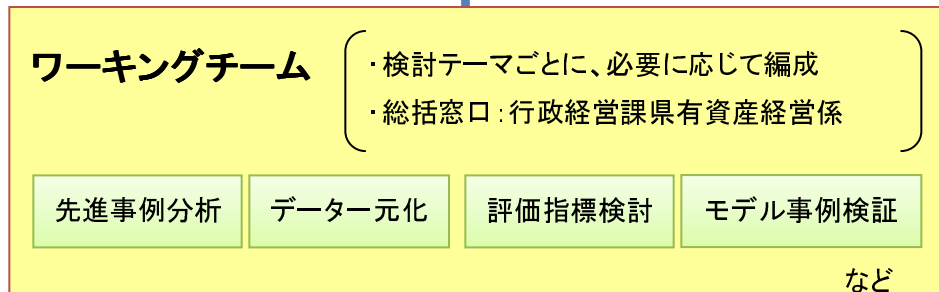 ワーキングチーム
・検討テーマごとに、必要に応じて編成
・総括窓口：行政経営課県有資産経営係
先進事例分析
データ一元化
評価指標検討
モデル事例検証
など